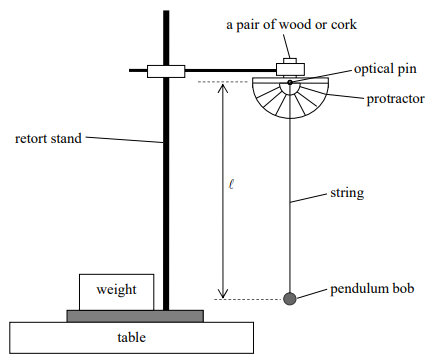 a pair of wood or cork
optical pin
protractor
retort stand
ℓ
string
weight
pendulum bob
table